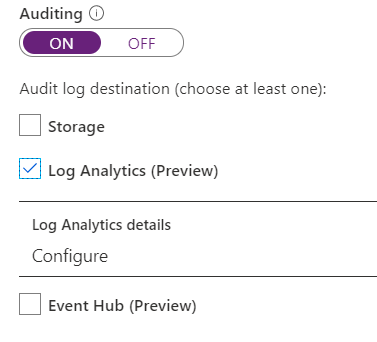 Auditing
ON OFF
Audit log destination (choose at least one):
Storage
Log Analytics (Preview)
Log Analytics details
Configure
Event Hub (Preview)